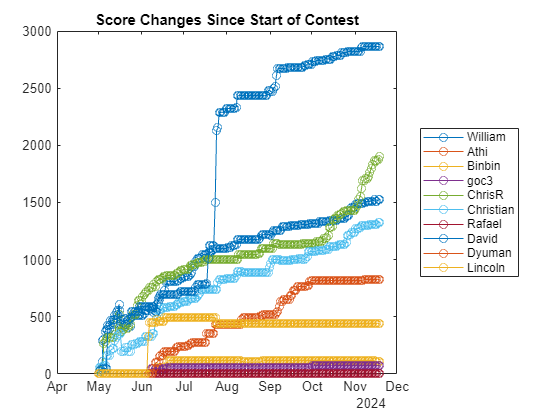 Score Changes Since Start of Contest
3000
2500
2000
1500
1000
500
0
Apr May Jun Jul Aug Sep Oct Nov Dec
2024
William
Athi
Binbin
goc3
ChrisR
Christian
Rafael
David
Dyuman
Lincoln